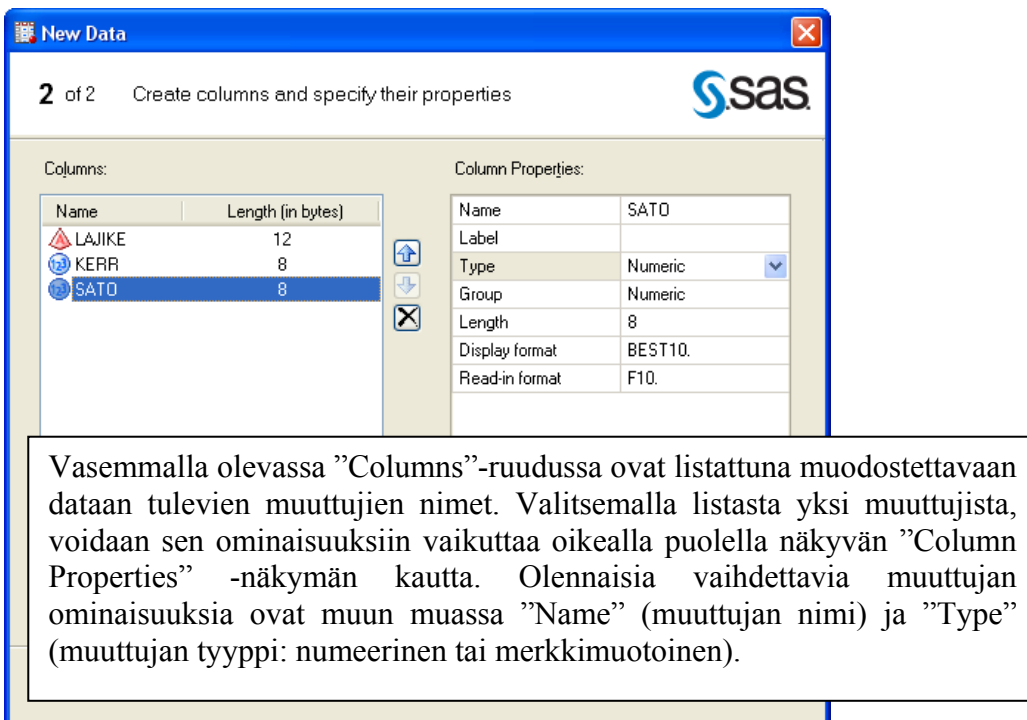 New Data
2 of 2 Create columns and specify their properties
sas
Columns:
Name Length (in bytes)
LAJIKE 12
KERR 8
SATO 8
Column Properties:
Name SATO
Label
Type Numeric
Group Numeric
Length 8
Display format BEST10.
Read-in format F10.
Vasemmalla olevassa ”Columns”-ruudussa ovat listattuna muodostettavaan
dataan tulevien muuttujien nimet. Valitsemalla listasta yksi muuttujista,
voidaan sen ominaisuuksiin vaikuttaa oikealla puolella näkyvän ”Column
Properties” -näkymän kautta. Olennaisia vaihdettavia muuttujan
ominaisuuksia ovat muun muassa ”Name” (muuttujan nimi) ja ”Type”
(muuttujan tyyppi: numeerinen tai merkkimuotoinen).